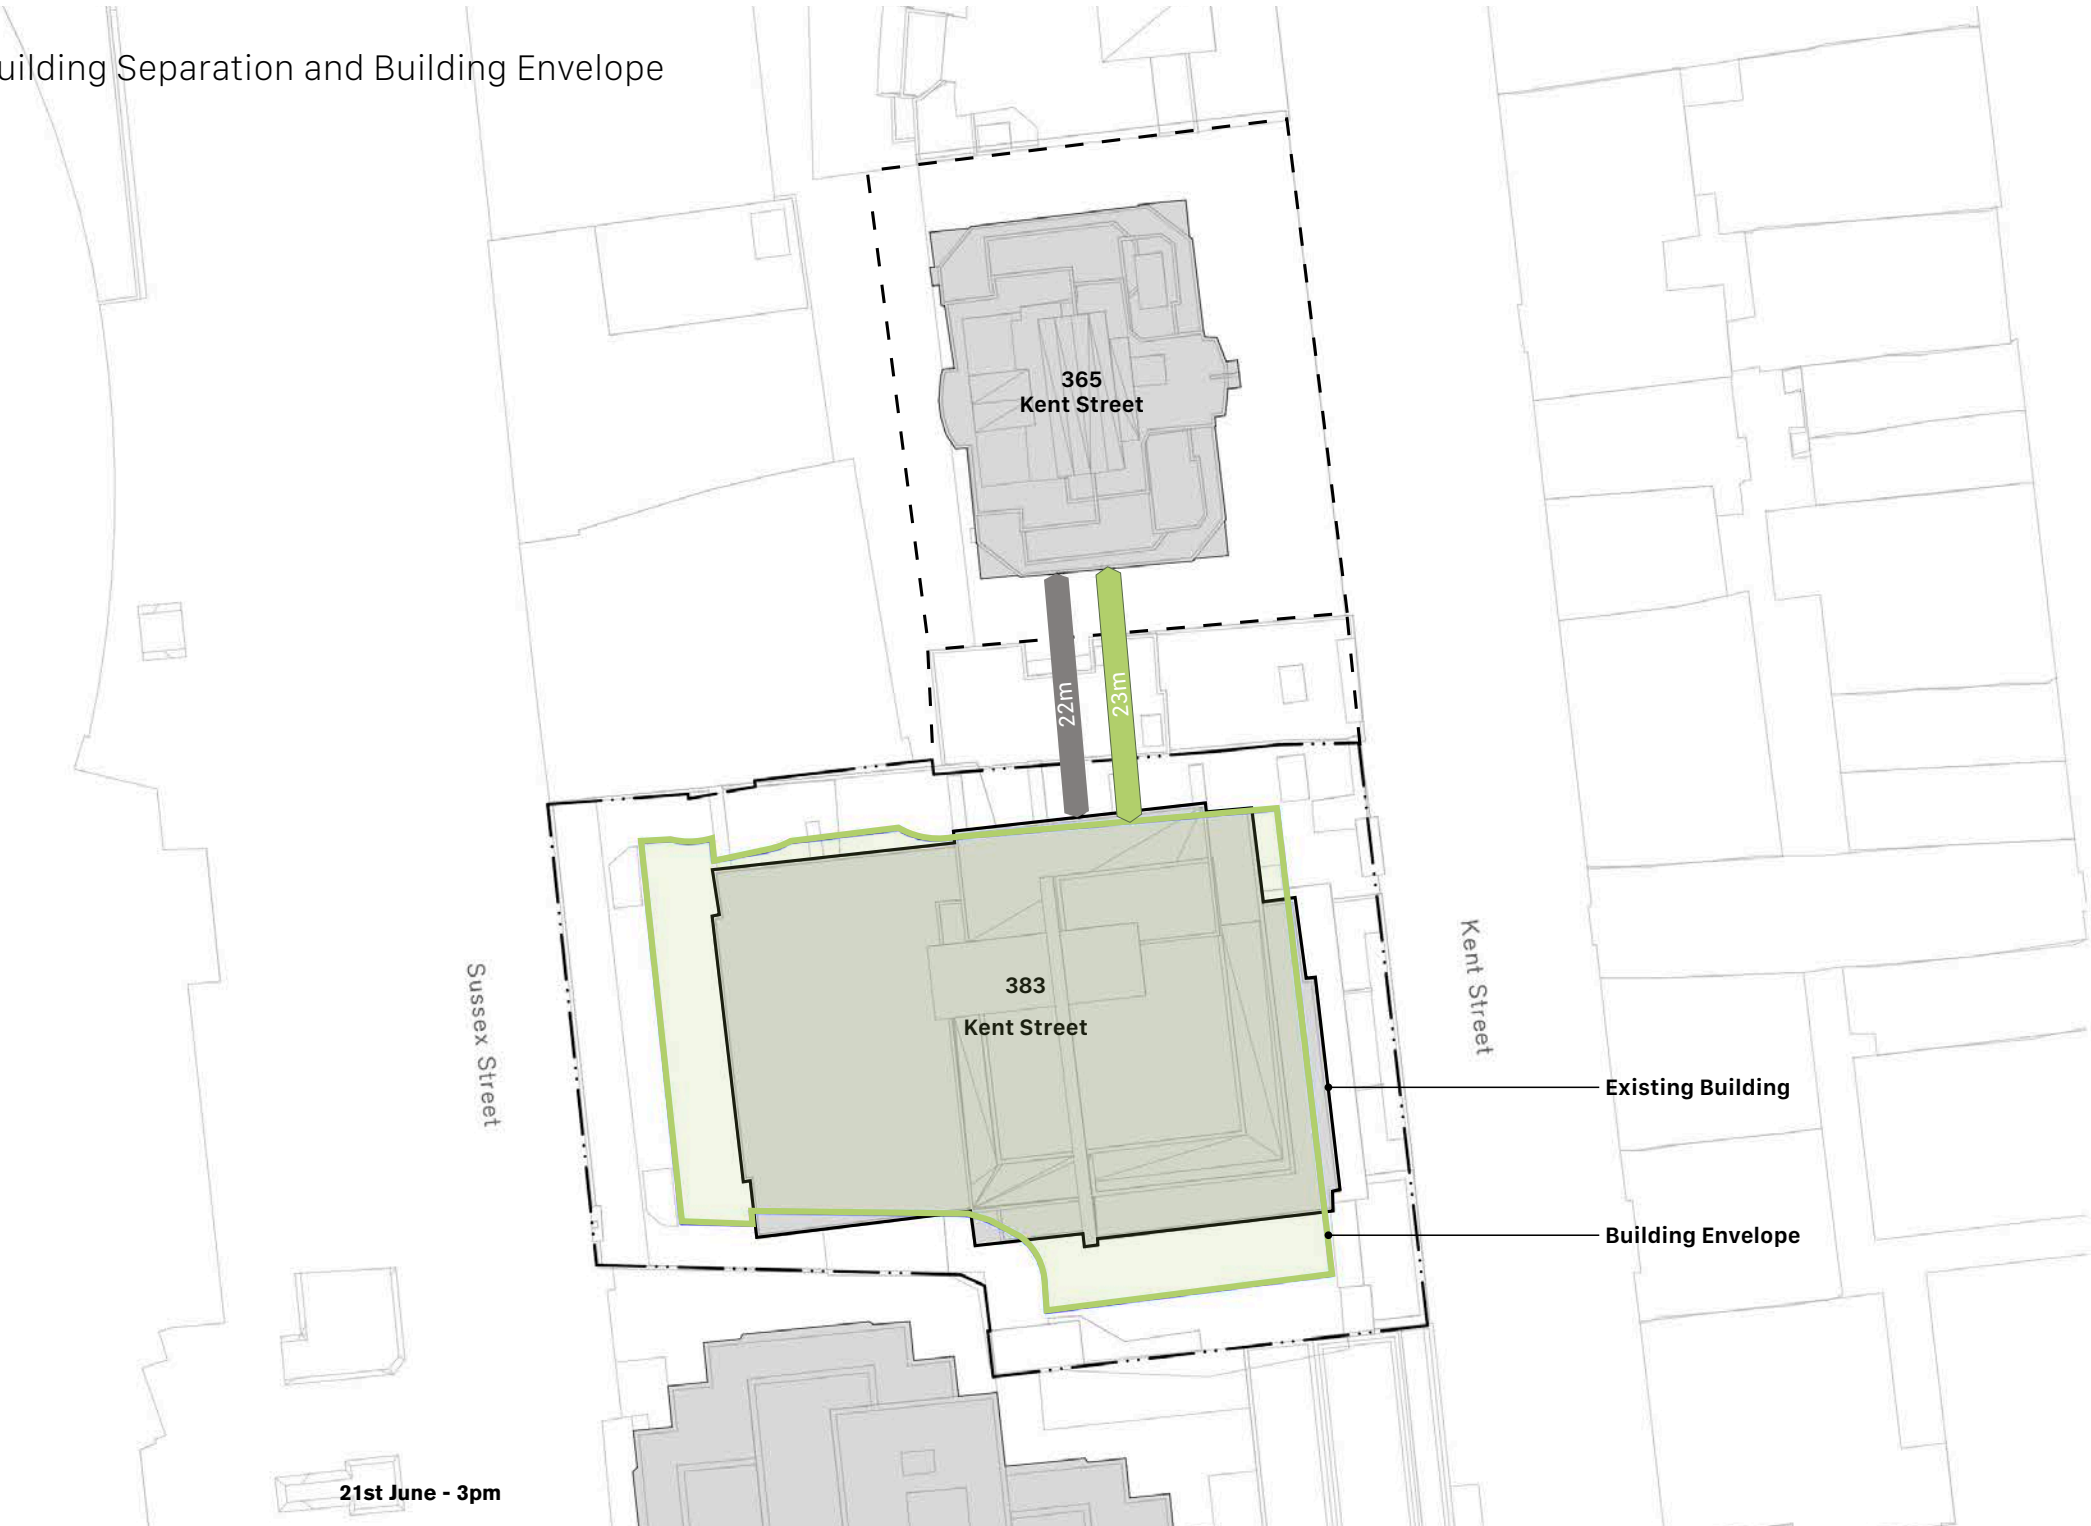 uilding Separation and Building Envelope
365
Kent Street
22m
23m
383
Kent Street
Sussex Street
Kent Street
Existing Building
Building Envelope
21st June - 3pm